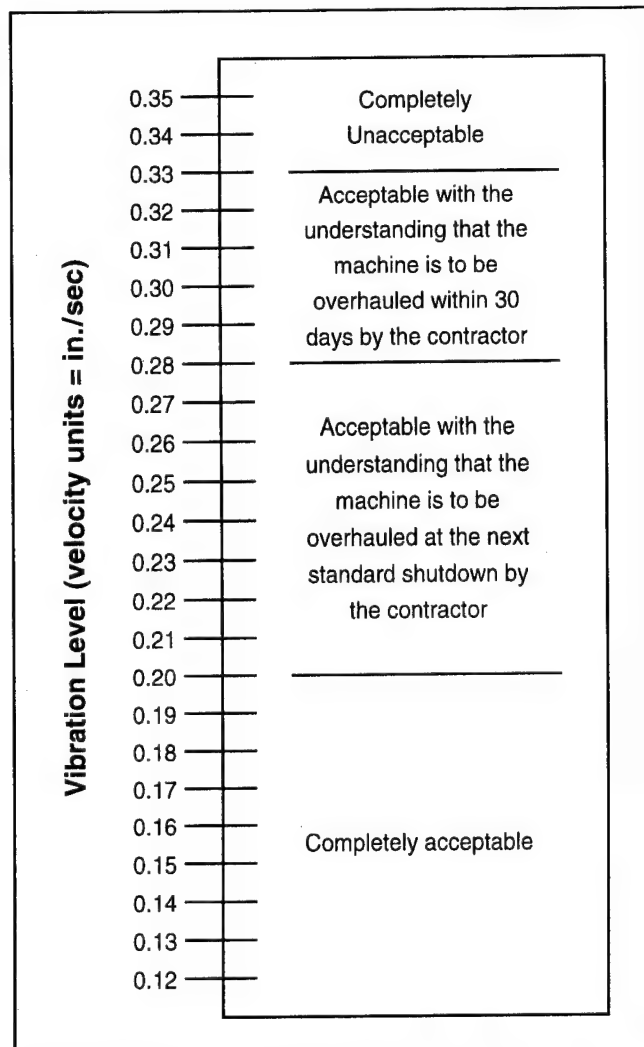 Vibration Level (velocity units = in./sec)
0.35
0.34
0.33
0.32
0.31
0.30
0.29
0.28
0.27
0.26
0.25
0.24
0.23
0.22
0.21
0.20
0.19
0.18
0.17
0.16
0.15
0.14
0.13
0.12
Completely
Unacceptable
Acceptable with the
understanding that the
machine is to be
overhauled within 30
days by the contractor
Acceptable with the
understanding that the
machine is to be
overhauled at the next
standard shutdown by
the contractor
Completely acceptable